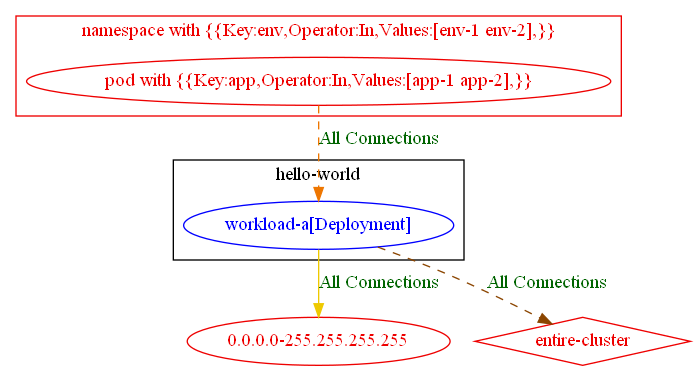 namespace with {{Key:env,Operator:In,Values:[env-1 env-2],}}
pod with {{Key:app,Operator:In,Values:[app-1 app-2],}}
All Connections
hello-world
workload-a[Deployment]
All Connections
All Connections
0.0.0.0-255.255.255.255
entire-cluster